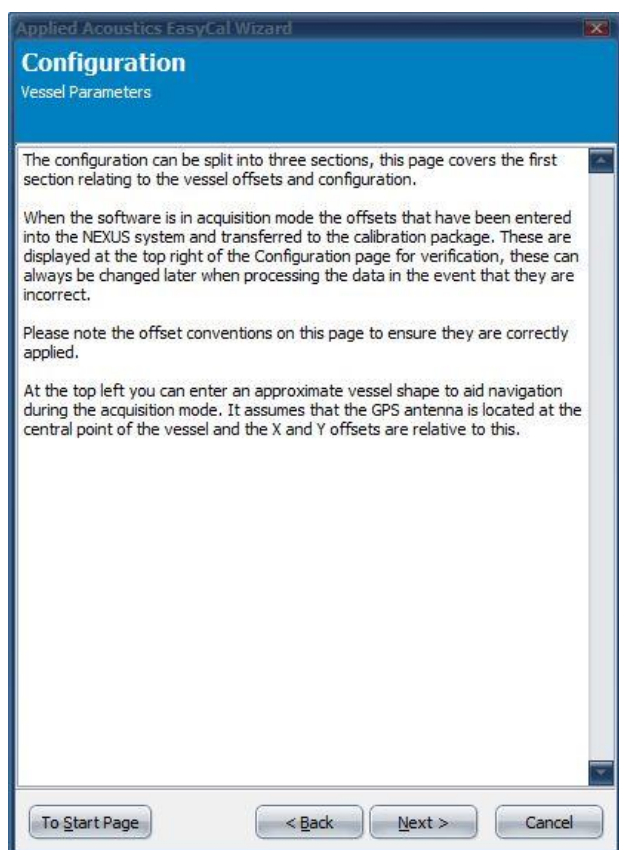 Applied Acoustics EasyCal Wizard
Configuration
Vessel Parameters
The configuration can be split into three sections, this page covers the first
section relating to the vessel offsets and configuration.
When the software is in acquisition mode the offsets that have been entered
into the NEXUS system and transferred to the calibration package. These are
displayed at the top right of the Configuration page for verification, these can
always be changed later when processing the data in the event that they are
incorrect.
Please note the offset conventions on this page to ensure they are correctly
applied.
At the top left you can enter an approximate vessel shape to aid navigation
during the acquisition mode. It assumes that the GPS antenna is located at the
central point of the vessel and the X and Y offsets are relative to this.
To Start Page < Back Next > Cancel